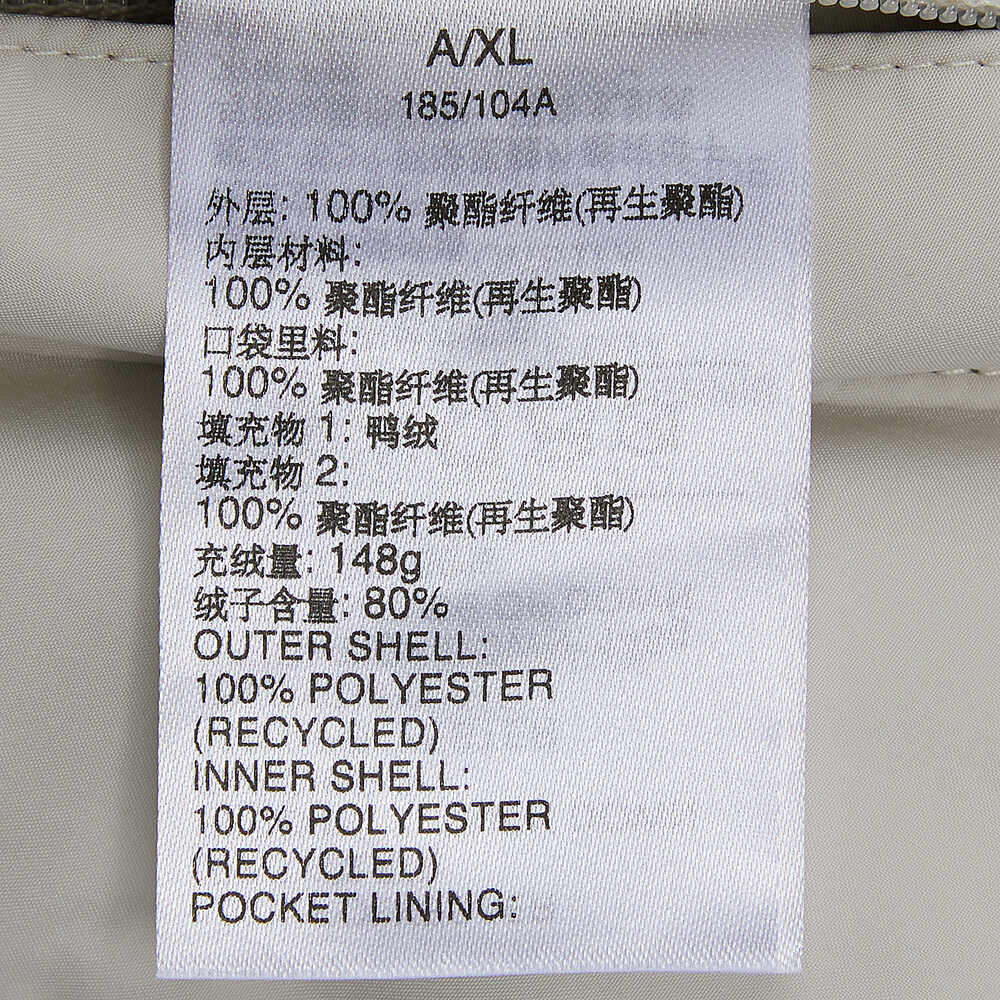 A/XL
185/104A
外层: 100% 聚酯纤维(再生聚酯)
内层材料:
100% 聚酯纤维(再生聚酯)
口袋里料:
100% 聚酯纤维(再生聚酯)
填充物 1: 鸭绒
填充物 2:
100% 聚酯纤维(再生聚酯)
充绒量: 148g
绒子含量: 80%
OUTER SHELL:
100% POLYESTER
(RECYCLED)
INNER SHELL:
100% POLYESTER
(RECYCLED)
POCKET LINING: